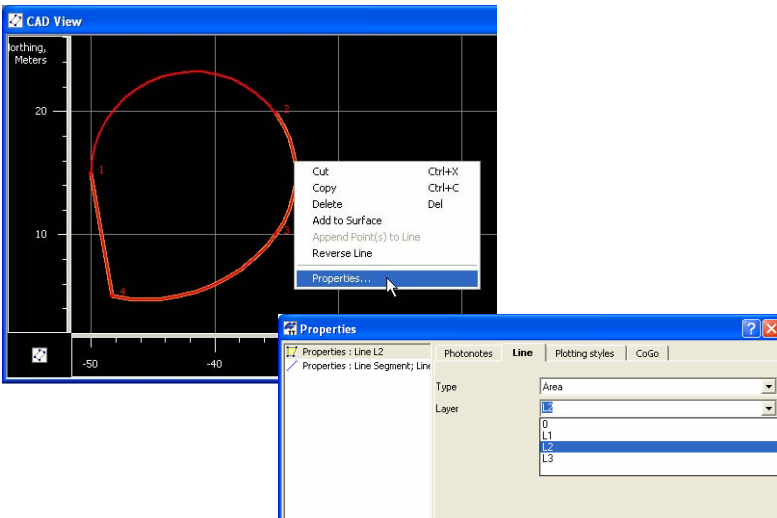 CAD View
orthing,
Meters
20
10
-50
-40
1
2
3
4
Cut Ctrl+X
Copy Ctrl+C
Delete Del
Add to Surface
Append Point(s) to Line
Reverse Line
Properties...
Properties
Properties : Line L2
Properties : Line Segment; Line
Photonotes Line Plotting styles CoGo
Type Area
Layer L2
0
L1
L2
L3